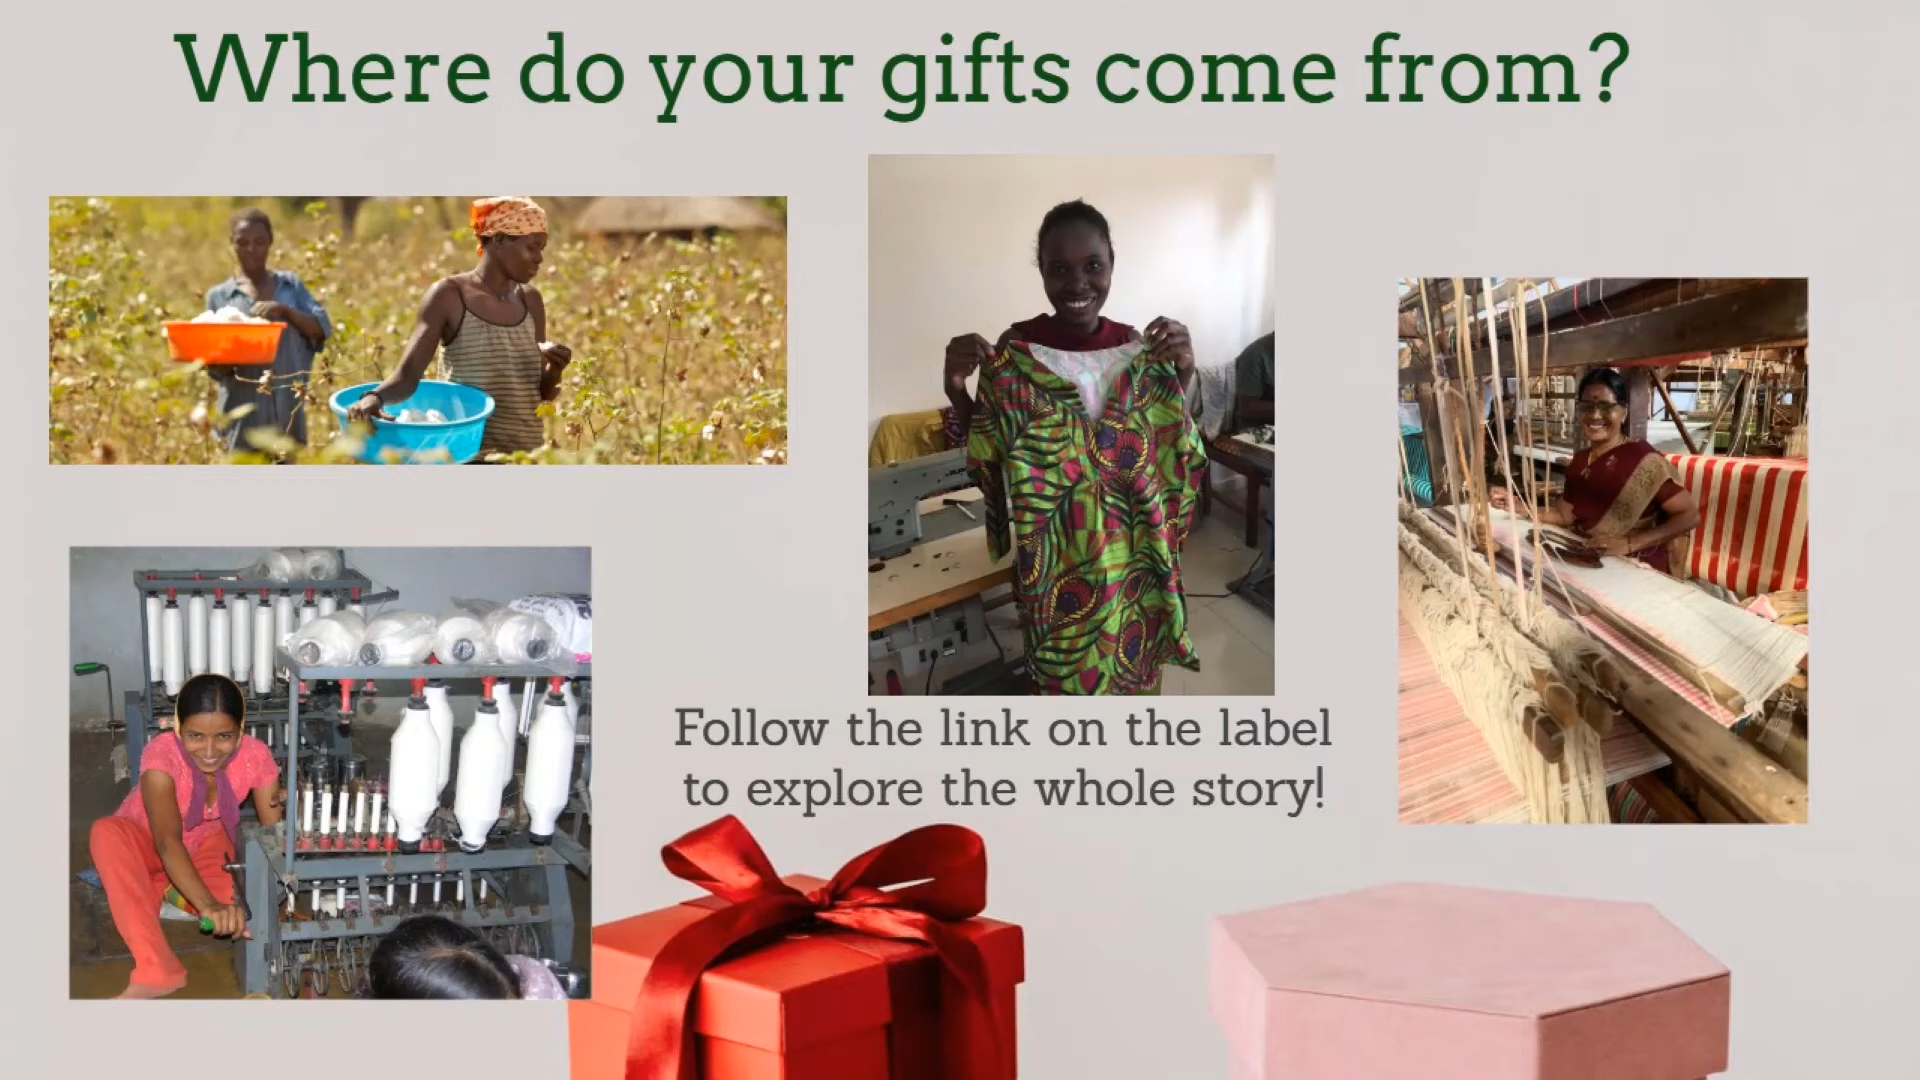 Where do your gifts come from?
Follow the link on the label
to explore the whole story!